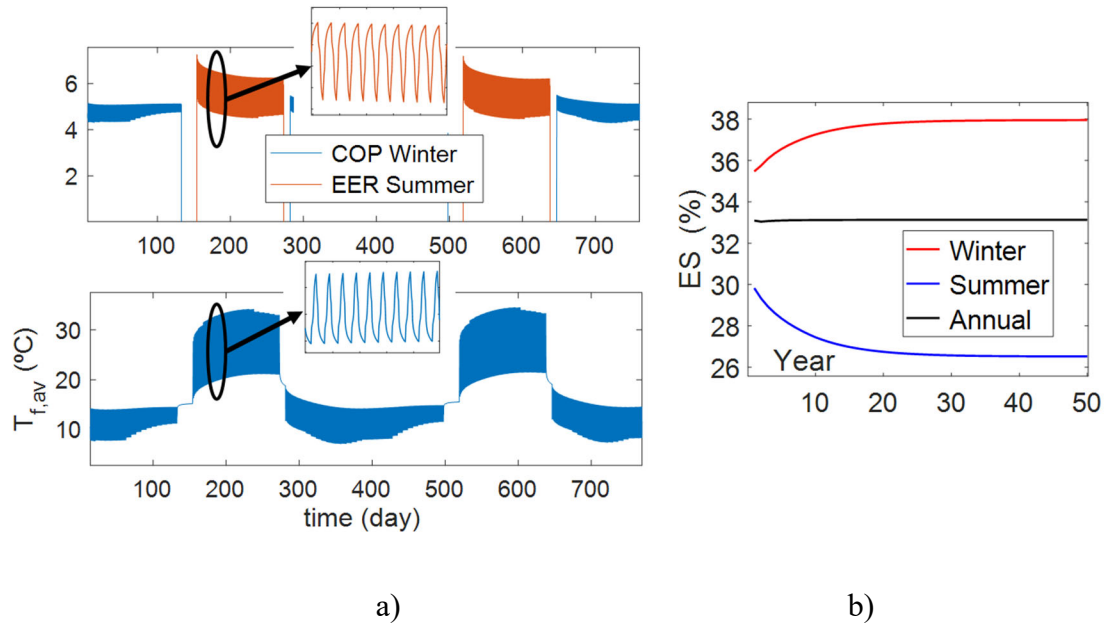 6
4
2
COP Winter
EER Summer
100 200 300 400 500 600 700
T_f,av (ºC)
30
20
10
100 200 300 400 500 600 700
time (day)
a)
ES (%)
38
36
34
32
30
28
26
Winter
Summer
Annual
Year
10 20 30 40 50
b)